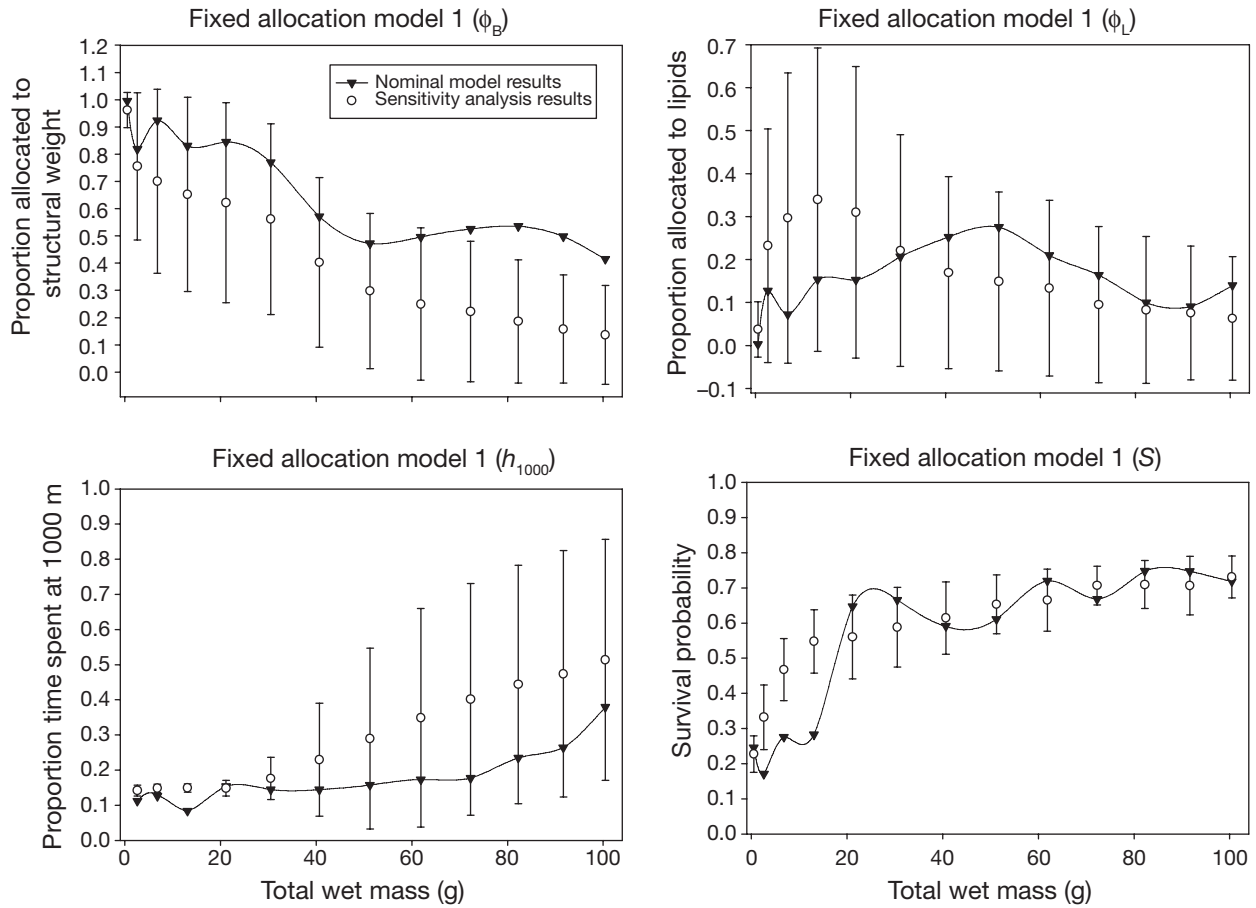 Fixed allocation model 1 (ϕB)
Proportion allocated to
structural weight
1.2
1.1
1.0
0.9
0.8
0.7
0.6
0.5
0.4
0.3
0.2
0.1
0.0
Nominal model results
Sensitivity analysis results
Fixed allocation model 1 (ϕL)
Proportion allocated to lipids
0.7
0.6
0.5
0.4
0.3
0.2
0.1
0.0
–0.1
Fixed allocation model 1 (h1000)
Proportion time spent at 1000 m
1.0
0.9
0.8
0.7
0.6
0.5
0.4
0.3
0.2
0.1
0.0
0 20 40 60 80 100
Total wet mass (g)
Fixed allocation model 1 (S)
Survival probability
1.0
0.9
0.8
0.7
0.6
0.5
0.4
0.3
0.2
0.1
0.0
0 20 40 60 80 100
Total wet mass (g)